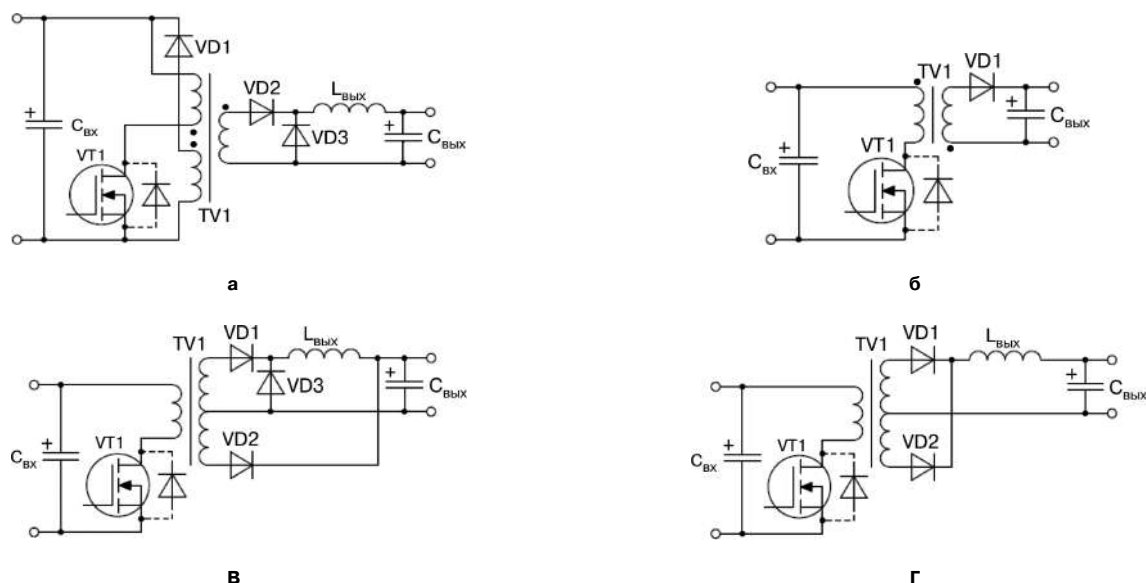 VD1
VD2
Lвых
+
Cвх
VD3
+
Cвых
VT1
TV1
а
TV1
VD1
+
Cвых
VT1
+
Cвх
б
TV1
VD1
Lвых
+
Cвых
VD3
+
Cвх
VT1
VD2
в
TV1
VD1
Lвых
+
Cвых
+
Cвх
VT1
VD2
г